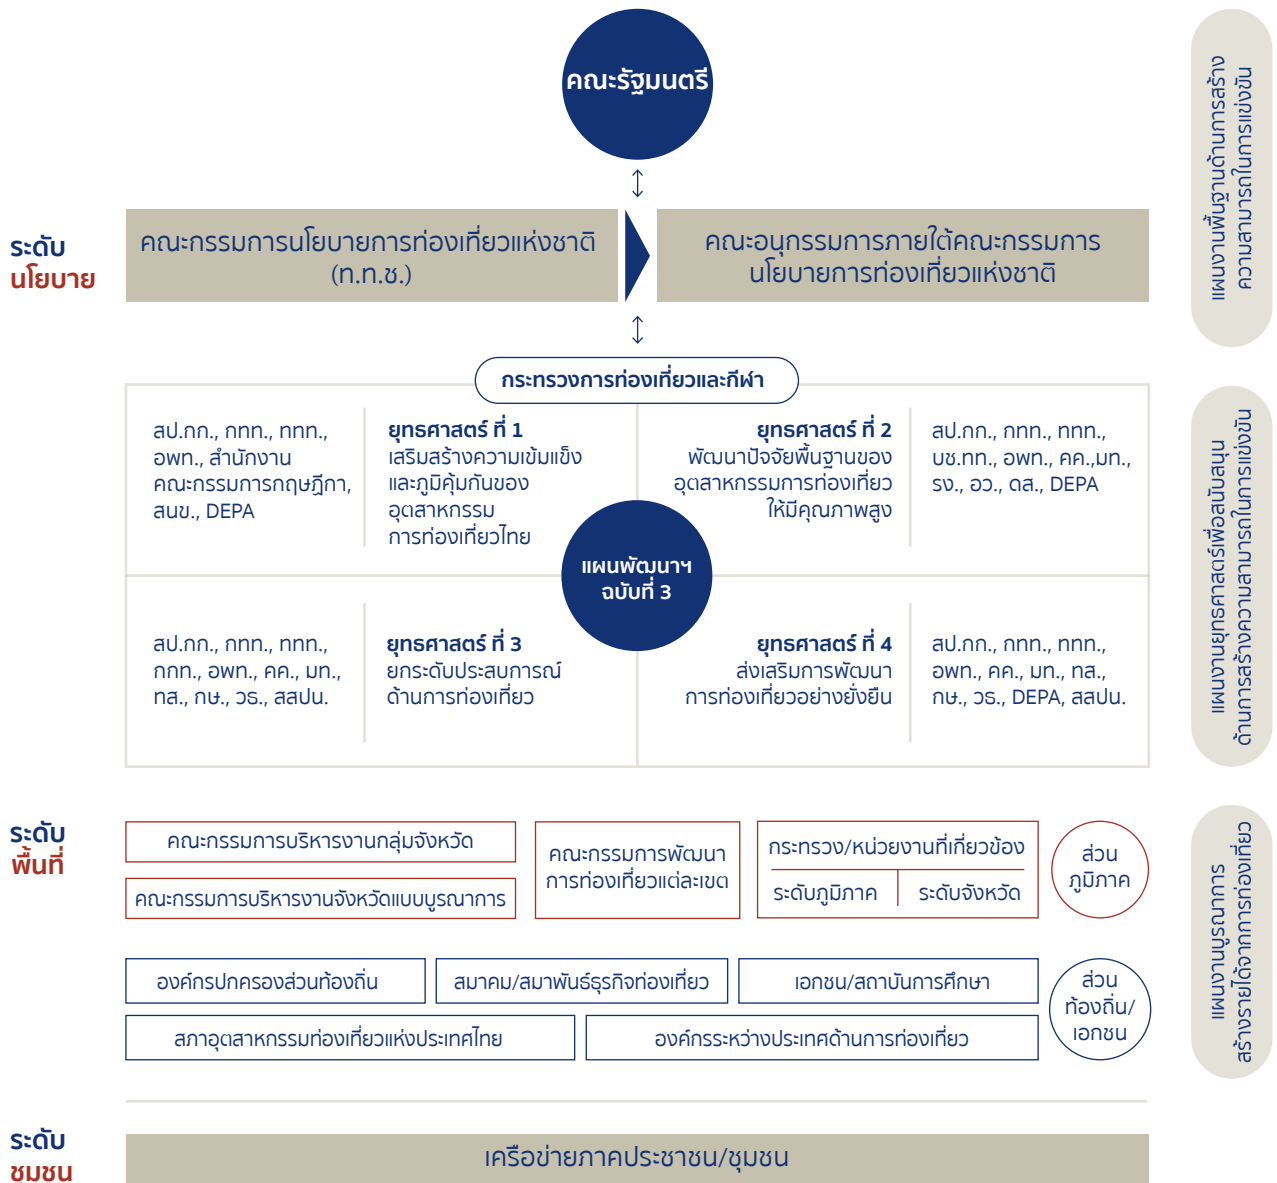 คณะรัฐมนตรี
ระดับ
นโยบาย
คณะกรรมการนโยบายการท่องเที่ยวแห่งชาติ
(ท.ท.ช.)
คณะอนุกรรมการภายใต้คณะกรรมการ
นโยบายการท่องเที่ยวแห่งชาติ
กระทรวงการท่องเที่ยวและกีฬา
สป.กก., กทท., ททท.,
อพท., สำนักงาน
คณะกรรมการกฤษฎีกา,
สนข., DEPA
ยุทธศาสตร์ ที่ 1
เสริมสร้างความเข้มแข็ง
และภูมิคุ้มกันของ
อุตสาหกรรม
การท่องเที่ยวไทย
ยุทธศาสตร์ ที่ 2
พัฒนาปัจจัยพื้นฐานของ
อุตสาหกรรมการท่องเที่ยว
ให้มีคุณภาพสูง
สป.กก., กทท., ททท.,
บช.ทท., อพท., คค.,มท.,
รง., อว., ดส., DEPA
แผนพัฒนาฯ
ฉบับที่ 3
สป.กก., กทท., ททท.,
กกท., อพท., คค., มท.,
ทส., กษ., วธ., สสปน.
ยุทธศาสตร์ ที่ 3
ยกระดับประสบการณ์
ด้านการท่องเที่ยว
ยุทธศาสตร์ ที่ 4
ส่งเสริมการพัฒนา
การท่องเที่ยวอย่างยั่งยืน
สป.กก., กทท., ททท.,
อพท., คค., มท., ทส.,
กษ., วธ., DEPA, สสปน.
ระดับ
พื้นที่
คณะกรรมการบริหารงานกลุ่มจังหวัด
คณะกรรมการบริหารงานจังหวัดแบบบูรณาการ
คณะกรรมการพัฒนา
การท่องเที่ยวแต่ละเขต
กระทรวง/หน่วยงานที่เกี่ยวข้อง
ระดับภูมิภาค
ระดับจังหวัด
ส่วน
ภูมิภาค
องค์กรปกครองส่วนท้องถิ่น
สมาคม/สมาพันธ์ธุรกิจท่องเที่ยว
เอกชน/สถาบันการศึกษา
สภาอุตสาหกรรมท่องเที่ยวแห่งประเทศไทย
องค์กรระหว่างประเทศด้านการท่องเที่ยว
ส่วน
ท้องถิ่น/
เอกชน
ระดับ
ชุมชน
เครือข่ายภาคประชาชน/ชุมชน
แผนงานพื้นฐานด้านการสร้าง
ความสามารถในการแข่งขัน
แผนงานยุทธศาสตร์เพื่อสนับสนุน
ด้านการสร้างความสามารถในการแข่งขัน
แผนงานบูรณาการ
สร้างรายได้จากการท่องเที่ยว